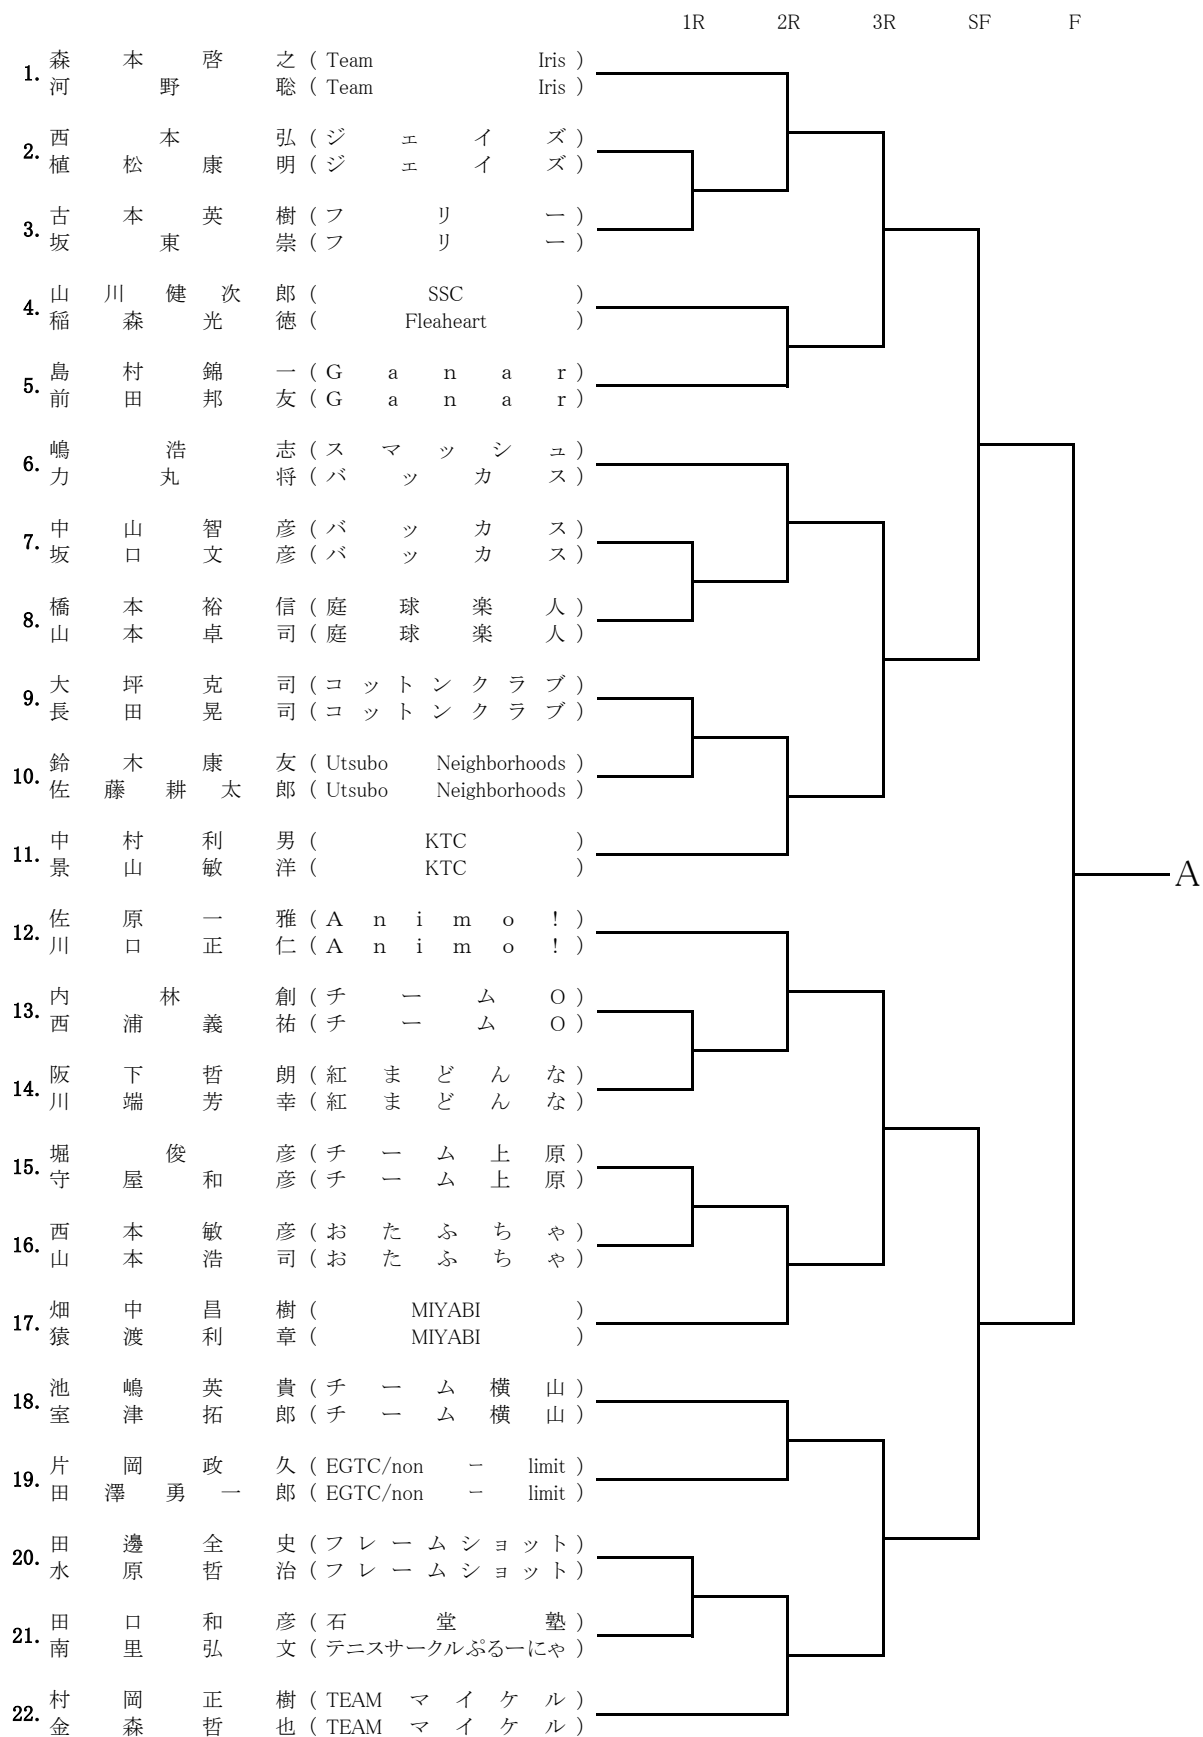 1R 2R 3R SF F
1. 森本啓之 ( Team Iris )
河野聡 ( Team Iris )
2. 西本弘 ( ジェイズ )
植松康明 ( ジェイズ )
3. 古本英樹 ( フリー )
坂東崇 ( フリー )
4. 山川健次郎 ( SSC )
稲森光徳 ( Fleaheart )
5. 島村錦一 ( Ganar )
前田邦友 ( Ganar )
6. 嶋浩志 ( スマッシュ )
力丸将 ( バッカス )
7. 中山智彦 ( バッカス )
坂口文彦 ( バッカス )
8. 橋本裕信 ( 庭球楽人 )
山本卓司 ( 庭球楽人 )
9. 大坪克司 ( コットンクラブ )
長田晃司 ( コットンクラブ )
10. 鈴木康友 ( Utsubo Neighborhoods )
佐藤耕太郎 ( Utsubo Neighborhoods )
11. 中村利男 ( KTC )
景山敏洋 ( KTC )
A
12. 佐原一雅 ( Animo! )
川口正仁 ( Animo! )
13. 内林創 ( チームO )
西浦義祐 ( チームO )
14. 阪下哲朗 ( 紅まどんな )
川端芳幸 ( 紅まどんな )
15. 堀俊彦 ( チーム上原 )
守屋和彦 ( チーム上原 )
16. 西本敏彦 ( おたふちゃ )
山本浩司 ( おたふちゃ )
17. 畑中昌樹 ( MIYABI )
猿渡利章 ( MIYABI )
18. 池嶋英貴 ( チーム横山 )
室津拓郎 ( チーム横山 )
19. 片岡政久 ( EGTC/non － limit )
田澤勇一郎 ( EGTC/non － limit )
20. 田邊全史 ( フレームショット )
水原哲治 ( フレームショット )
21. 田口和彦 ( 石堂塾 )
南里弘文 ( テニスサークルぷるーにゃ )
22. 村岡正樹 ( TEAM マイケル )
金森哲也 ( TEAM マイケル )